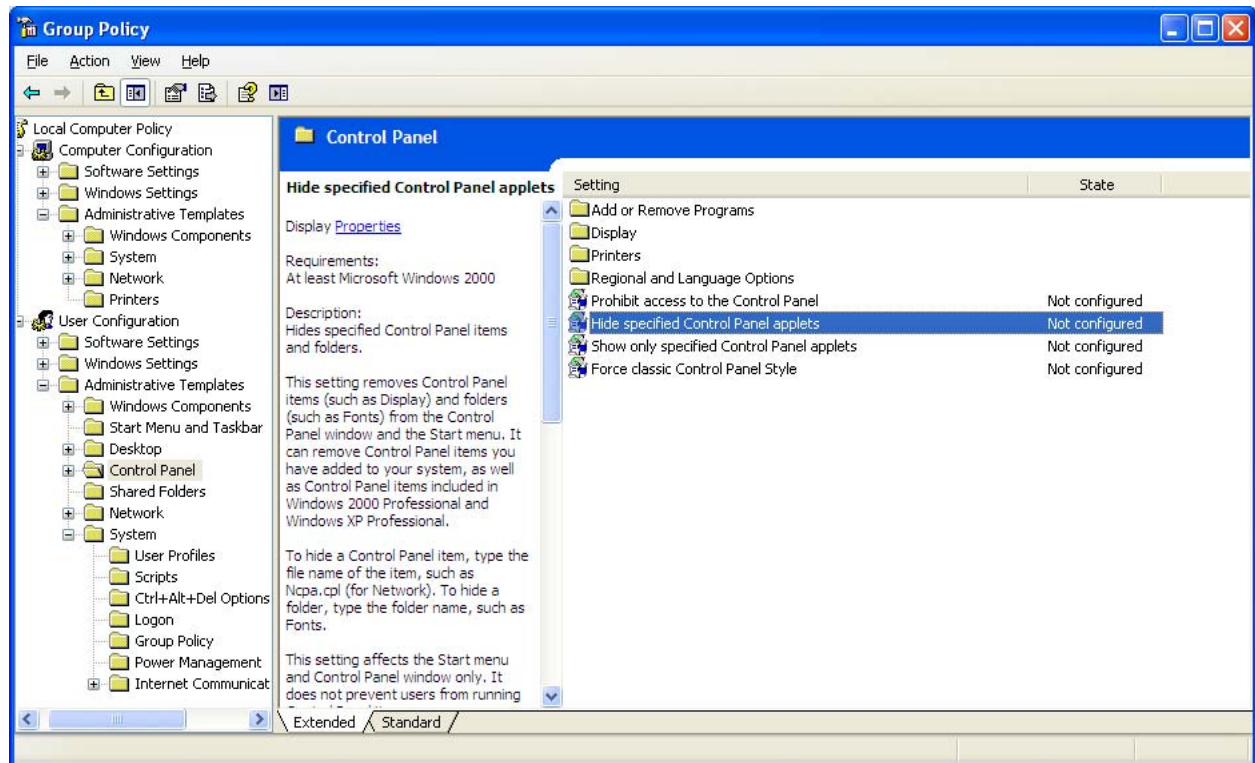 Group Policy
File Action View Help
Local Computer Policy
Computer Configuration
Software Settings
Windows Settings
Administrative Templates
Windows Components
System
Network
Printers
User Configuration
Software Settings
Windows Settings
Administrative Templates
Windows Components
Start Menu and Taskbar
Desktop
Control Panel
Shared Folders
Network
System
User Profiles
Scripts
Ctrl+Alt+Del Options
Logon
Group Policy
Power Management
Internet Communicat
Control Panel
Hide specified Control Panel applets
Display Properties
Requirements:
At least Microsoft Windows 2000
Description:
Hides specified Control Panel items
and folders.
This setting removes Control Panel
items (such as Display) and folders
(such as Fonts) from the Control
Panel window and the Start menu. It
can remove Control Panel items you
have added to your system, as well
as Control Panel items included in
Windows 2000 Professional and
Windows XP Professional.
To hide a Control Panel item, type the
file name of the item, such as
Ncpa.cpl (for Network). To hide a
folder, type the folder name, such as
Fonts.
This setting affects the Start menu
and Control Panel window only. It
does not prevent users from running
Setting State
Add or Remove Programs
Display
Printers
Regional and Language Options
Prohibit access to the Control Panel Not configured
Hide specified Control Panel applets Not configured
Show only specified Control Panel applets Not configured
Force classic Control Panel Style Not configured
Extended Standard